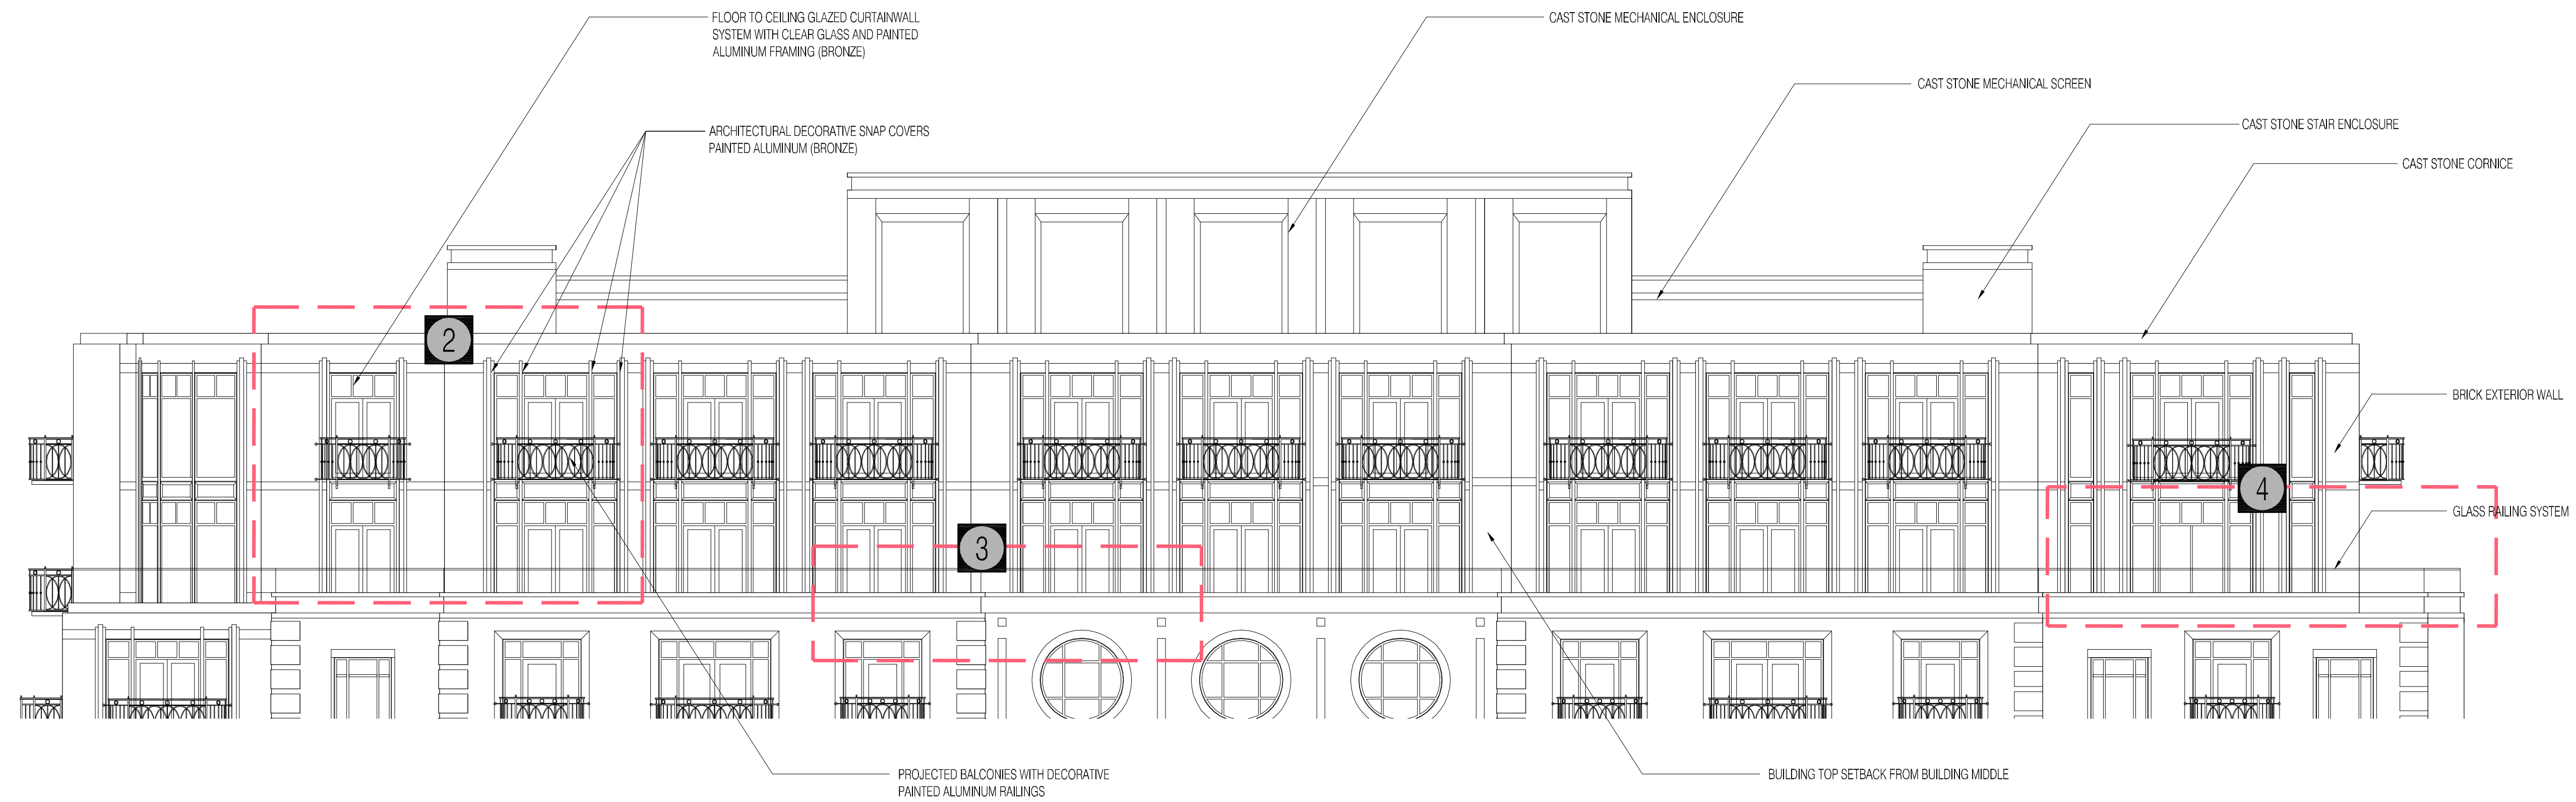 FLOOR TO CEILING GLAZED CURTAINWALL
SYSTEM WITH CLEAR GLASS AND PAINTED
ALUMINUM FRAMING (BRONZE)
CAST STONE MECHANICAL ENCLOSURE
CAST STONE MECHANICAL SCREEN
CAST STONE STAIR ENCLOSURE
ARCHITECTURAL DECORATIVE SNAP COVERS
PAINTED ALUMINUM (BRONZE)
CAST STONE CORNICE
2
BRICK EXTERIOR WALL
4
GLASS RAILING SYSTEM
3
PROJECTED BALCONIES WITH DECORATIVE
PAINTED ALUMINUM RAILINGS
BUILDING TOP SETBACK FROM BUILDING MIDDLE